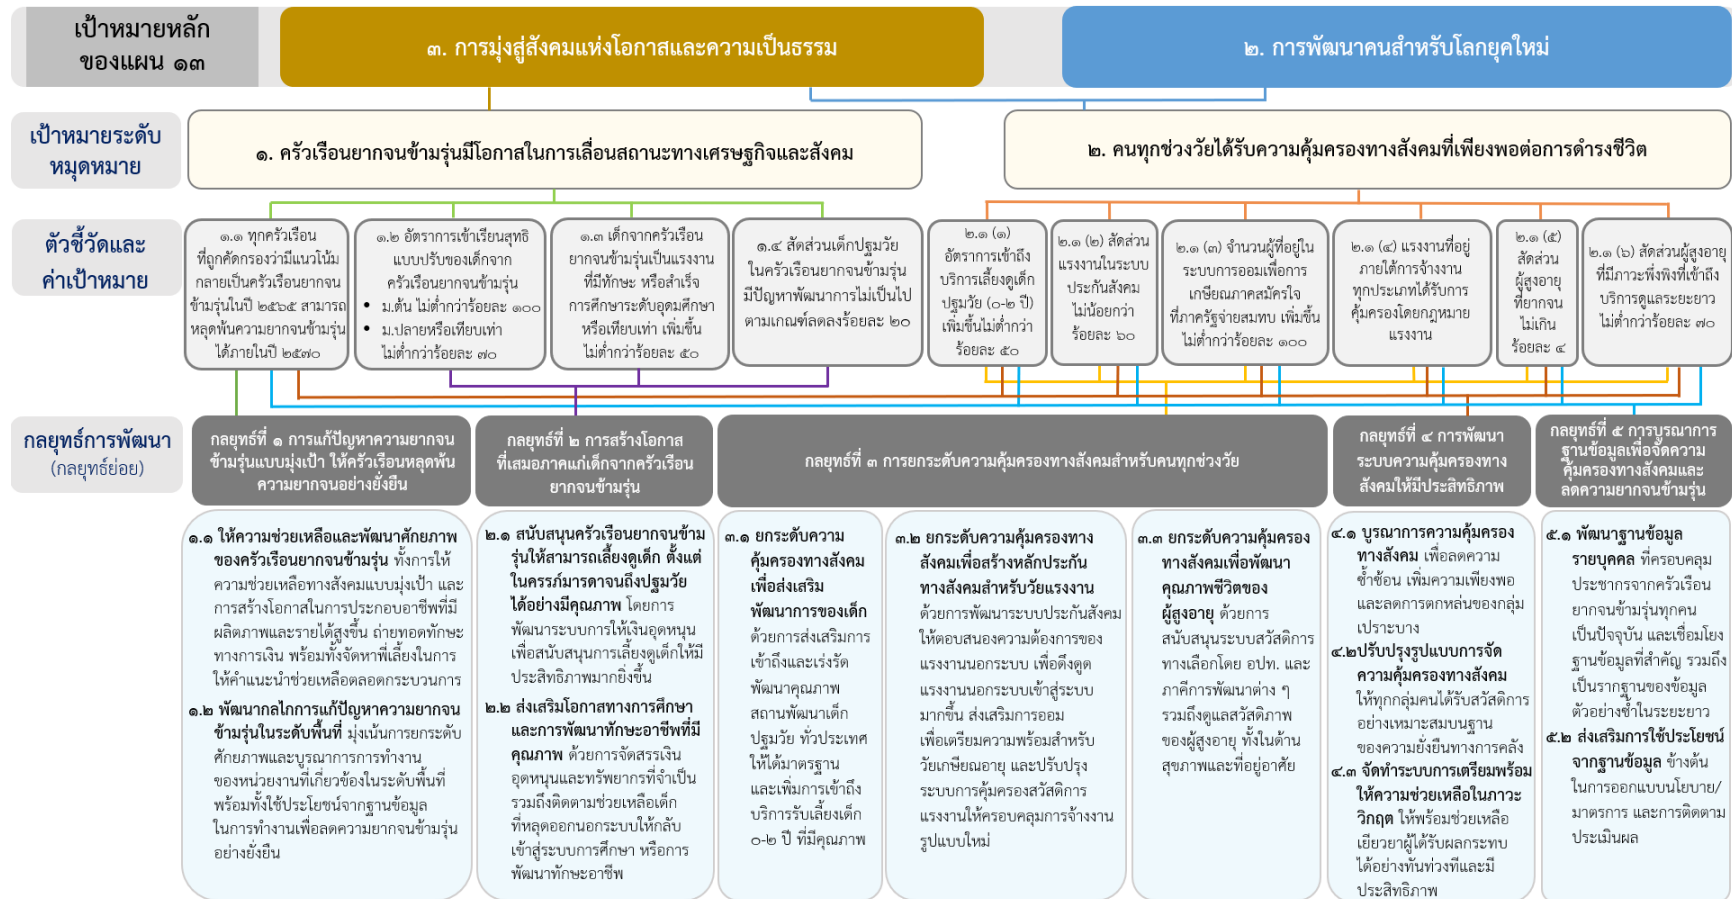 เป้าหมายหลัก
ของแผน ๑๓
๓. การมุ่งสู่สังคมแห่งโอกาสและความเป็นธรรม
๒. การพัฒนาคนสำหรับโลกยุคใหม่
เป้าหมายระดับ
หมุดหมาย
๑. ครัวเรือนยากจนข้ามรุ่นมีโอกาสในการเลื่อนสถานะทางเศรษฐกิจและสังคม
๒. คนทุกช่วงวัยได้รับความคุ้มครองทางสังคมที่เพียงพอต่อการดำรงชีวิต
ตัวชี้วัดและ
ค่าเป้าหมาย
๑.๑ ทุกครัวเรือน
ที่ถูกคัดกรองว่ามีแนวโน้ม
กลายเป็นครัวเรือนยากจน
ข้ามรุ่นในปี ๒๕๖๕ สามารถ
หลุดพ้นความยากจนข้ามรุ่น
ได้ภายในปี ๒๕๗๐
๑.๒ อัตราการเข้าเรียนสุทธิ
แบบปรับของเด็กจาก
ครัวเรือนยากจนข้ามรุ่น
• ม.ต้น ไม่ต่ำกว่าร้อยละ ๑๐๐
• ม.ปลายหรือเทียบเท่า
ไม่ต่ำกว่าร้อยละ ๗๐
๑.๓ เด็กจากครัวเรือน
ยากจนข้ามรุ่นเป็นแรงงาน
ที่มีทักษะ หรือสำเร็จ
การศึกษาระดับอุดมศึกษา
หรือเทียบเท่า เพิ่มขึ้น
ไม่ต่ำกว่าร้อยละ ๕๐
๑.๔ สัดส่วนเด็กปฐมวัย
ในครัวเรือนยากจนข้ามรุ่น
มีปัญหาพัฒนาการไม่เป็นไป
ตามเกณฑ์ลดลงร้อยละ ๒๐
๒.๑ (๑)
อัตราการเข้าถึง
บริการเลี้ยงดูเด็ก
ปฐมวัย (๐-๒ ปี)
เพิ่มขึ้นไม่ต่ำกว่า
ร้อยละ ๕๐
๒.๑ (๒) สัดส่วน
แรงงานในระบบ
ประกันสังคม
ไม่น้อยกว่า
ร้อยละ ๖๐
๒.๑ (๓) จำนวนผู้ที่อยู่ใน
ระบบการออมเพื่อการ
เกษียณภาคสมัครใจ
ที่ภาครัฐจ่ายสมทบ เพิ่มขึ้น
ไม่ต่ำกว่าร้อยละ ๑๐๐
๒.๑ (๔) แรงงานที่อยู่
ภายใต้การจ้างงาน
ทุกประเภทได้รับการ
คุ้มครองโดยกฎหมาย
แรงงาน
๒.๑ (๕)
สัดส่วน
ผู้สูงอายุ
ที่ยากจน
ไม่เกิน
ร้อยละ ๔
๒.๑ (๖) สัดส่วนผู้สูงอายุ
ที่มีภาวะพึ่งพิงที่เข้าถึง
บริการดูแลระยะยาว
ไม่ต่ำกว่าร้อยละ ๗๐
กลยุทธ์การพัฒนา
(กลยุทธ์ย่อย)
กลยุทธ์ที่ ๑ การแก้ปัญหาความยากจน
ข้ามรุ่นแบบมุ่งเป้า ให้ครัวเรือนหลุดพ้น
ความยากจนอย่างยั่งยืน
กลยุทธ์ที่ ๒ การสร้างโอกาส
ที่เสมอภาคแก่เด็กจากครัวเรือน
ยากจนข้ามรุ่น
กลยุทธ์ที่ ๓ การยกระดับความคุ้มครองทางสังคมสำหรับคนทุกช่วงวัย
กลยุทธ์ที่ ๔ การพัฒนา
ระบบความคุ้มครองทาง
สังคมให้มีประสิทธิภาพ
กลยุทธ์ที่ ๕ การบูรณาการ
ฐานข้อมูลเพื่อจัดความ
คุ้มครองทางสังคมและ
ลดความยากจนข้ามรุ่น
๑.๑ ให้ความช่วยเหลือและพัฒนาศักยภาพ
ของครัวเรือนยากจนข้ามรุ่น ทั้งการให้
ความช่วยเหลือทางสังคมแบบมุ่งเป้า และ
การสร้างโอกาสในการประกอบอาชีพที่มี
ผลิตภาพและรายได้สูงขึ้น ถ่ายทอดทักษะ
ทางการเงิน พร้อมทั้งจัดหาพี่เลี้ยงในการ
ให้คำแนะนำช่วยเหลือตลอดกระบวนการ
๑.๒ พัฒนากลไกการแก้ปัญหาความยากจน
ข้ามรุ่นในระดับพื้นที่ มุ่งเน้นการยกระดับ
ศักยภาพและบูรณาการการทำงาน
ของหน่วยงานที่เกี่ยวข้องในระดับพื้นที่
พร้อมทั้งใช้ประโยชน์จากฐานข้อมูล
ในการทำงานเพื่อลดความยากจนข้ามรุ่น
อย่างยั่งยืน
๒.๑ สนับสนุนครัวเรือนยากจนข้าม
รุ่นให้สามารถเลี้ยงดูเด็ก ตั้งแต่
ในครรภ์มารดาจนถึงปฐมวัย
ได้อย่างมีคุณภาพ โดยการ
พัฒนาระบบการให้เงินอุดหนุน
เพื่อสนับสนุนการเลี้ยงดูเด็กให้มี
ประสิทธิภาพมากยิ่งขึ้น
๒.๒ ส่งเสริมโอกาสทางการศึกษา
และการพัฒนาทักษะอาชีพที่มี
คุณภาพ ด้วยการจัดสรรเงิน
อุดหนุนและทรัพยากรที่จำเป็น
รวมถึงติดตามช่วยเหลือเด็ก
ที่หลุดออกนอกระบบให้กลับ
เข้าสู่ระบบการศึกษา หรือการ
พัฒนาทักษะอาชีพ
๓.๑ ยกระดับความ
คุ้มครองทางสังคม
เพื่อส่งเสริม
พัฒนาการของเด็ก
ด้วยการส่งเสริมการ
เข้าถึงและเร่งรัด
พัฒนาคุณภาพ
สถานพัฒนาเด็ก
ปฐมวัย ทั่วประเทศ
ให้ได้มาตรฐาน
และเพิ่มการเข้าถึง
บริการรับเลี้ยงเด็ก
๐-๒ ปี ที่มีคุณภาพ
๓.๒ ยกระดับความคุ้มครองทาง
สังคมเพื่อสร้างหลักประกัน
ทางสังคมสำหรับวัยแรงงาน
ด้วยการพัฒนาระบบประกันสังคม
ให้ตอบสนองความต้องการของ
แรงงานนอกระบบ เพื่อดึงดูด
แรงงานนอกระบบเข้าสู่ระบบ
มากขึ้น ส่งเสริมการออม
เพื่อเตรียมความพร้อมสำหรับ
วัยเกษียณอายุ และปรับปรุง
ระบบการคุ้มครองสวัสดิการ
แรงงานให้ครอบคลุมการจ้างงาน
รูปแบบใหม่
๓.๓ ยกระดับความคุ้มครอง
ทางสังคมเพื่อพัฒนา
คุณภาพชีวิตของ
ผู้สูงอายุ ด้วยการ
สนับสนุนระบบสวัสดิการ
ทางเลือกโดย อปท. และ
ภาคีการพัฒนาต่าง ๆ
รวมถึงดูแลสวัสดิภาพ
ของผู้สูงอายุ ทั้งในด้าน
สุขภาพและที่อยู่อาศัย
๔.๑ บูรณาการความคุ้มครอง
ทางสังคม เพื่อลดความ
ซ้ำซ้อน เพิ่มความเพียงพอ
และลดการตกหล่นของกลุ่ม
เปราะบาง
๔.๒ปรับปรุงรูปแบบการจัด
ความคุ้มครองทางสังคม
ให้ทุกกลุ่มคนได้รับสวัสดิการ
อย่างเหมาะสมบนฐาน
ของความยั่งยืนทางการคลัง
๔.๓ จัดทำระบบการเตรียมพร้อม
ให้ความช่วยเหลือในภาวะ
วิกฤต ให้พร้อมช่วยเหลือ
เยียวยาผู้ได้รับผลกระทบ
ได้อย่างทันท่วงทีและมี
ประสิทธิภาพ
๕.๑ พัฒนาฐานข้อมูล
รายบุคคล ที่ครอบคลุม
ประชากรจากครัวเรือน
ยากจนข้ามรุ่นทุกคน
เป็นปัจจุบัน และเชื่อมโยง
ฐานข้อมูลที่สำคัญ รวมถึง
เป็นรากฐานของข้อมูล
ตัวอย่างซ้ำในระยะยาว
๕.๒ ส่งเสริมการใช้ประโยชน์
จากฐานข้อมูล ข้างต้น
ในการออกแบบนโยบาย/
มาตรการ และการติดตาม
ประเมินผล